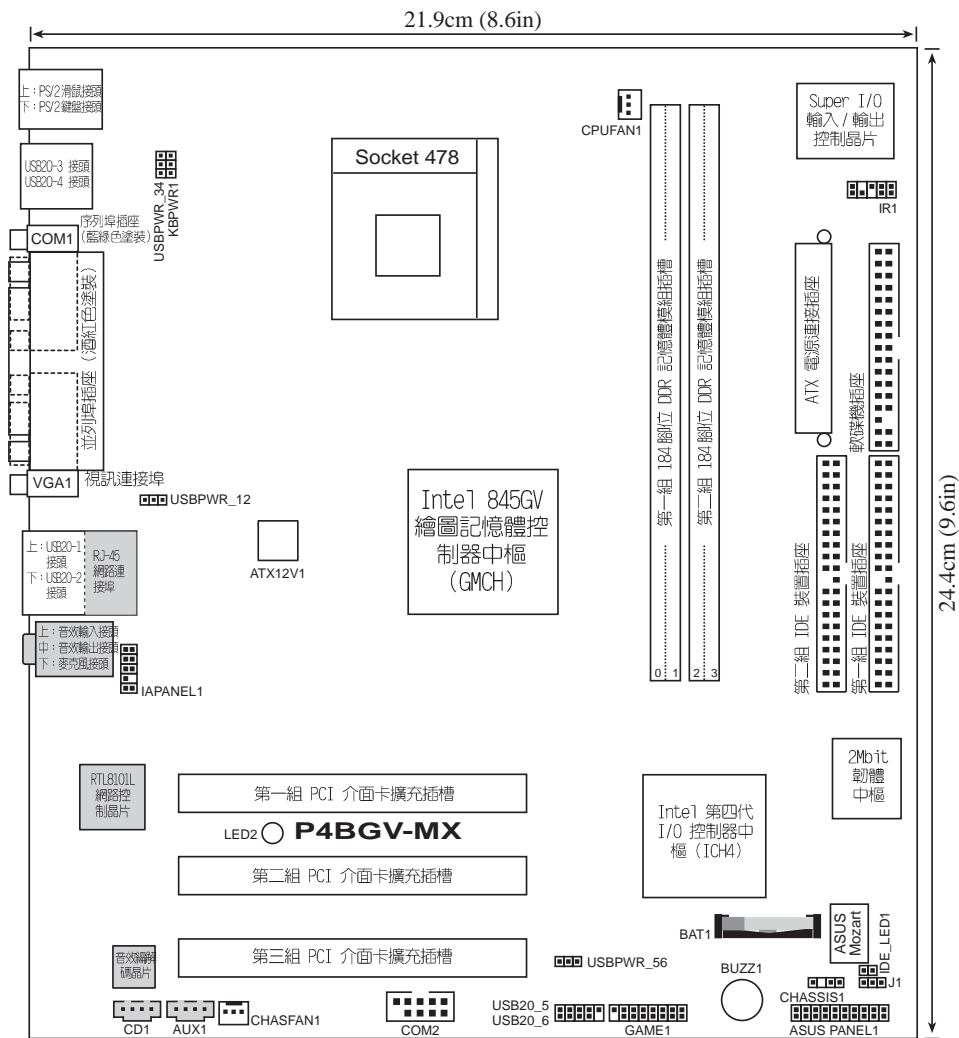 21.9cm (8.6in)
上：PS/2 滑鼠接頭
下：PS/2 鍵盤接頭
CPUFAN1
Super I/O
輸入 / 輸出
控制晶片
Socket 478
USB20-3 接頭
USB20-4 接頭
USBPWR_34
KBPWR1
IR1
COM1
序列埠插座
(藍綠色塗裝)
並列埠插座 (酒紅色塗裝)
第一組 184 腳位 DDR 記憶體模組插槽
第二組 184 腳位 DDR 記憶體模組插槽
ATX 電源連接插座
軟碟機插座
VGA1
視訊連接埠
USBPWR_12
Intel 845GV
繪圖記憶體控
制器中樞
(GMCH)
24.4cm (9.6in)
上：USB20-1
接頭
下：USB20-2
接頭
RJ-45
網路連
接埠
ATX12V1
第二組 IDE 裝置插座
第一組 IDE 裝置插座
上：音效輸入接頭
中：音效輸出接頭
下：麥克風接頭
IAPANEL1
0 1
2 3
RTL8101L
網路控
制晶片
第一組 PCI 介面卡擴充插槽
2Mbit
韌體
中樞
Intel 第四代
I/O 控制器中
樞 (ICH4)
LED2
P4BGV-MX
第二組 PCI 介面卡擴充插槽
BAT1
ASUS
Mozart
IDE_LED1
音效編解
碼晶片
第三組 PCI 介面卡擴充插槽
USBPWR_56
BUZZ1
J1
CHASSIS1
CD1
AUX1
CHASFAN1
COM2
USB20_5
USB20_6
GAME1
ASUS PANEL1